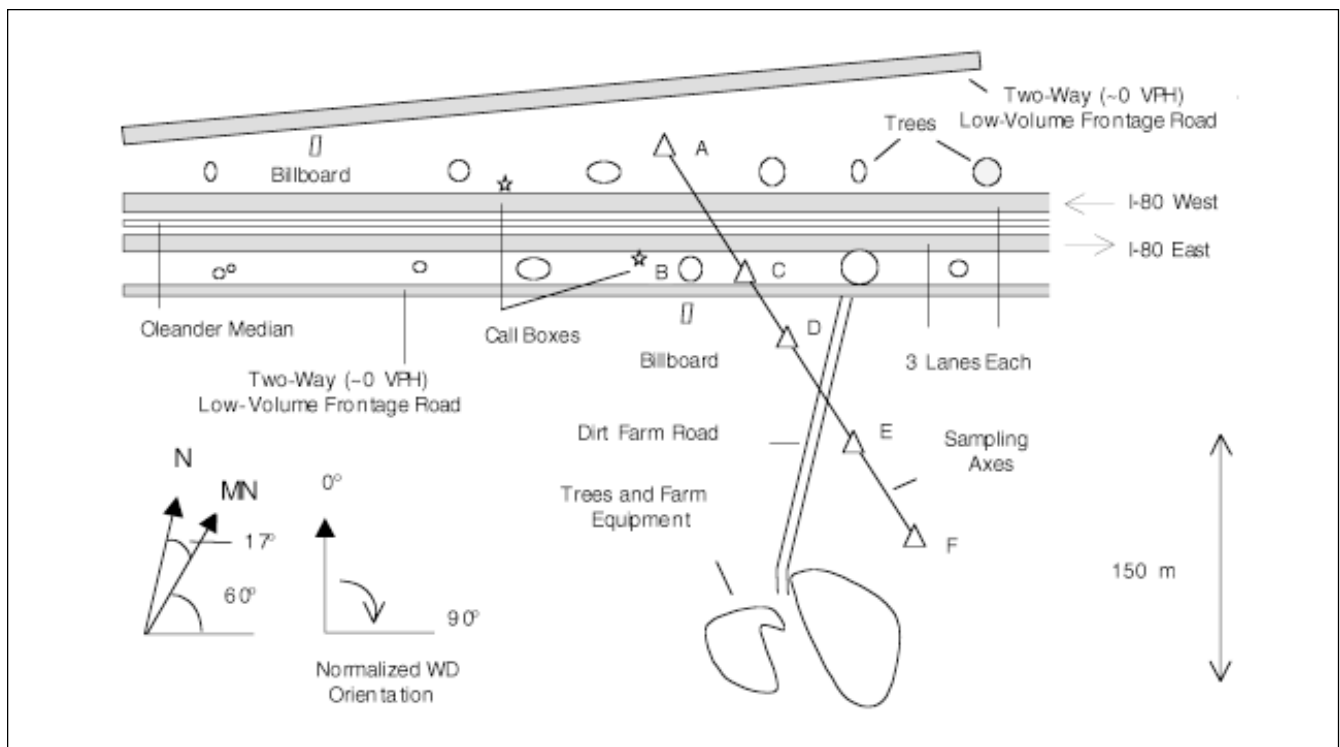 Two-Way (~0 VPH)
Low-Volume Frontage Road
Trees
A
Billboard
I-80 West
I-80 East
B
C
Oleander Median
Call Boxes
D
Billboard
3 Lanes Each
Two-Way (~0 VPH)
Low-Volume Frontage Road
Dirt Farm Road
E
Sampling
Axes
Trees and Farm
Equipment
F
N
MN
17°
60°
0°
90°
Normalized WD
Orientation
150 m